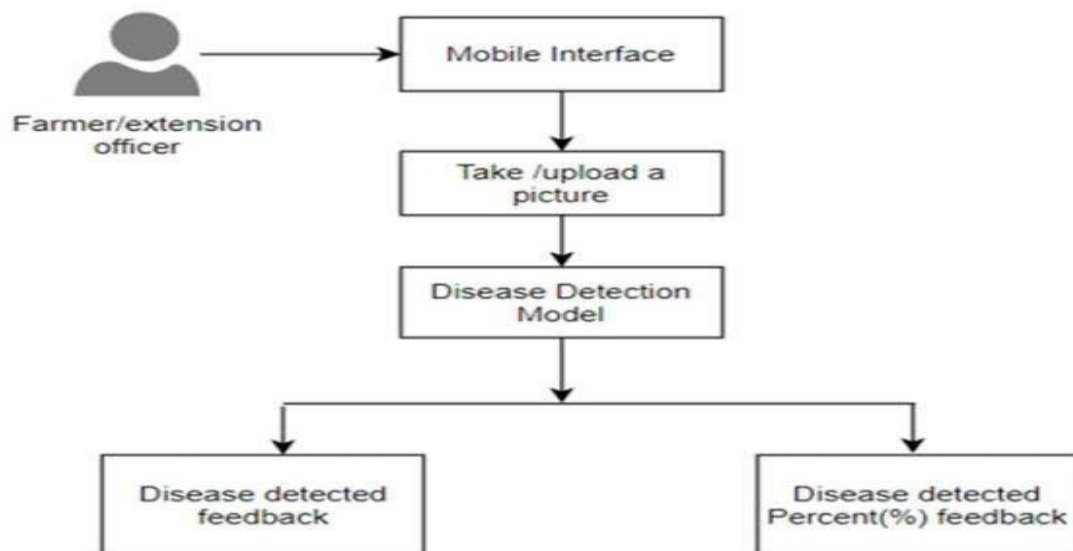 Mobile Interface
Farmer/extension
officer
Take /upload a
picture
Disease Detection
Model
Disease detected
feedback
Disease detected
Percent(%) feedback